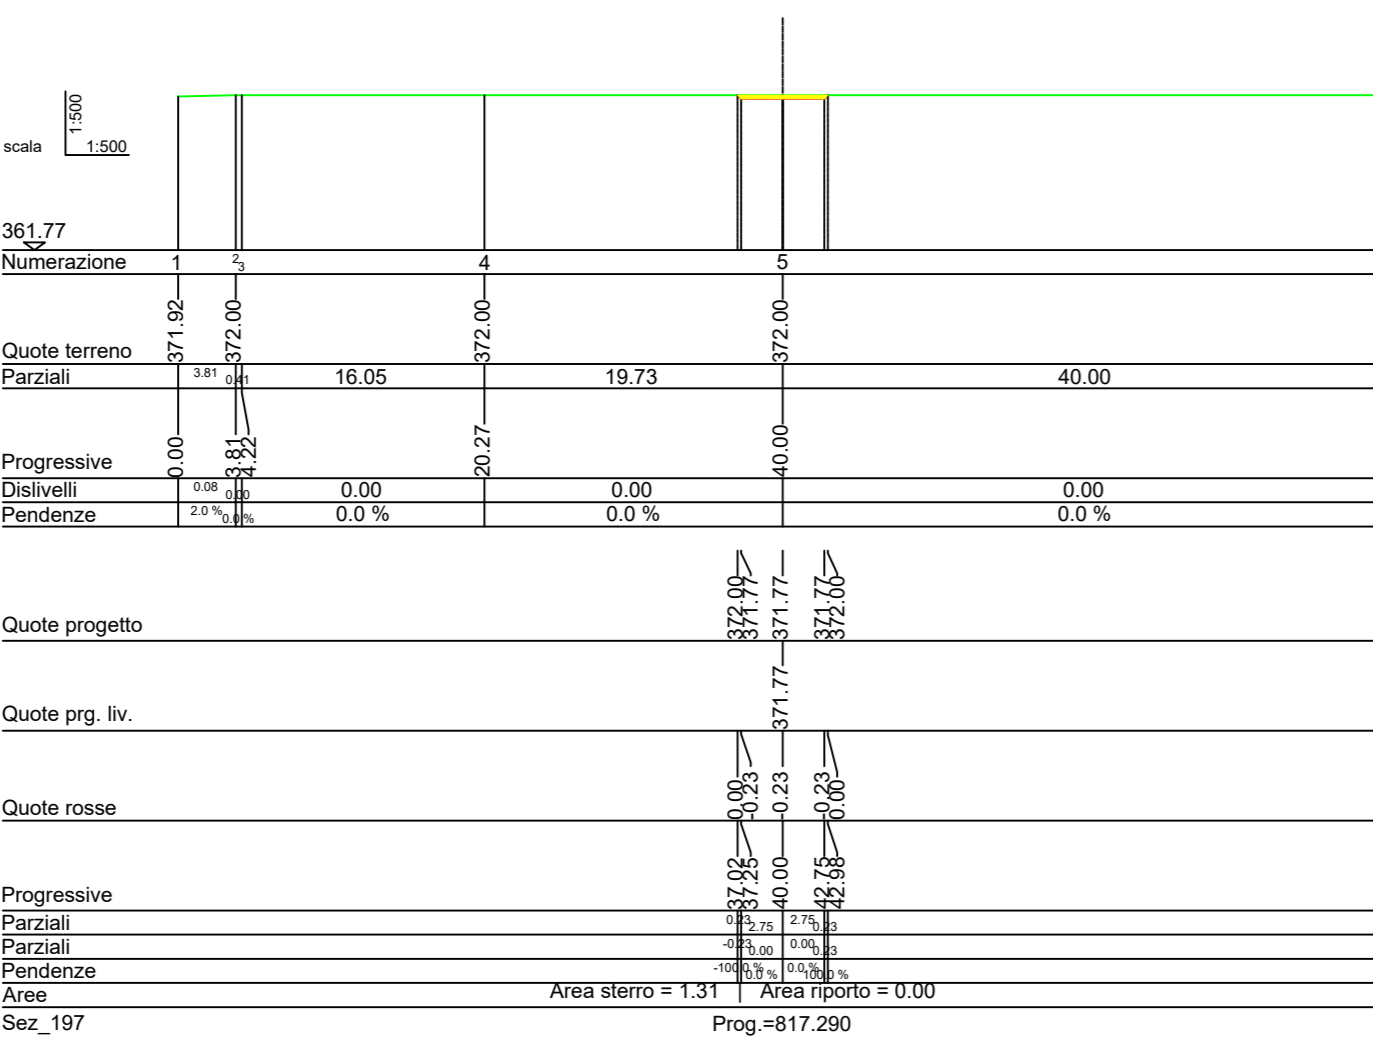 1:500
scala 1:500
361.77
Numerazione 1 2 3 4 5
Quote terreno 371.92 372.00 372.00 372.00
Parziali 3.81 0.41 16.05 19.73 40.00
Progressive 0.00 3.81 4.22 20.27 40.00
Dislivelli 0.08 0.00 0.00 0.00 0.00
Pendenze 2.0 % 0.0 % 0.0 % 0.0 % 0.0 %
Quote progetto 372.00 371.77 371.77 371.77 372.00
Quote prg. liv. 371.77
Quote rosse 0.00 -0.23 -0.23 -0.23 0.00
Progressive 37.02 37.25 40.00 42.75 42.98
Parziali 0.23 2.75 2.75 0.23
Parziali -0.23 0.00 0.00 0.23
Pendenze -100.0 % 0.0 % 0.0 % 100.0 %
Aree Area sterro = 1.31 Area riporto = 0.00
Sez_197 Prog.=817.290